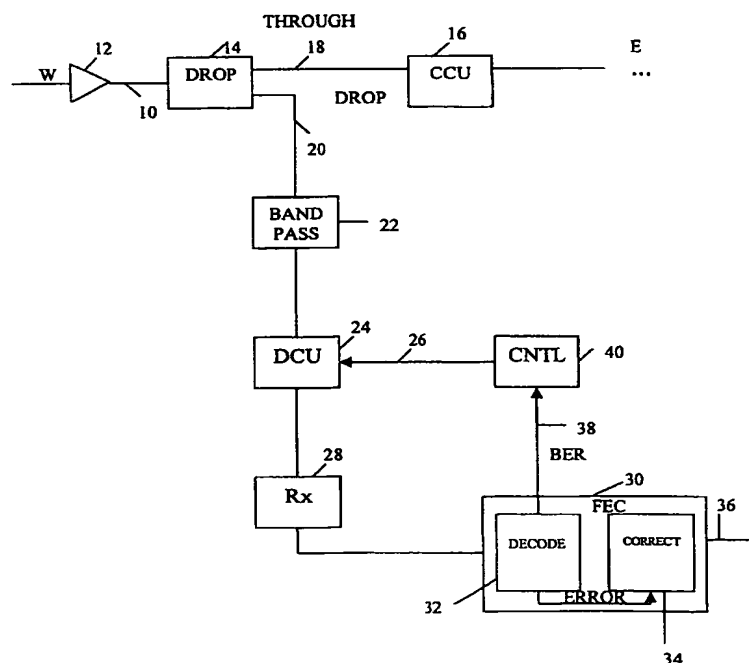 THROUGH
12
14
18
16
E
W
DROP
CCU
...
10
DROP
20
BAND
PASS
22
24
26
DCU
CNTL
40
38
28
BER
Rx
30
FEC
36
DECODE
CORRECT
32
ERROR
34